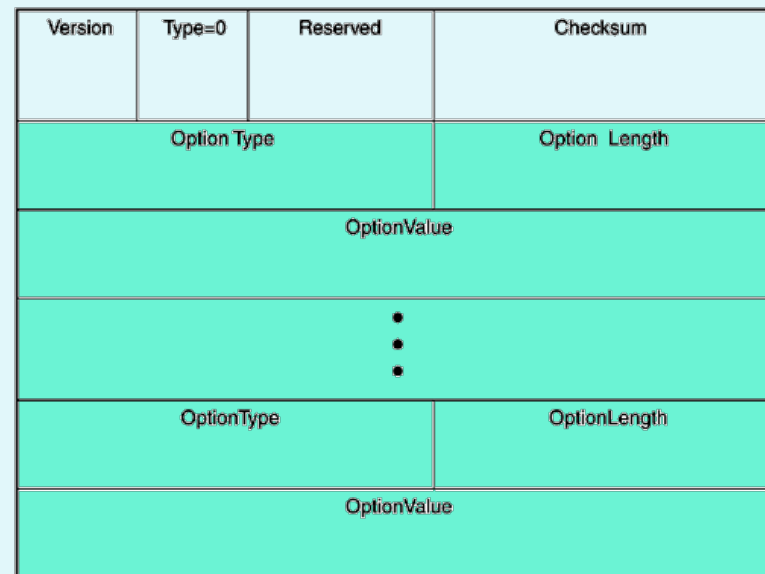 Version Type=0 Reserved Checksum
Option Type Option Length
OptionValue
OptionType OptionLength
OptionValue